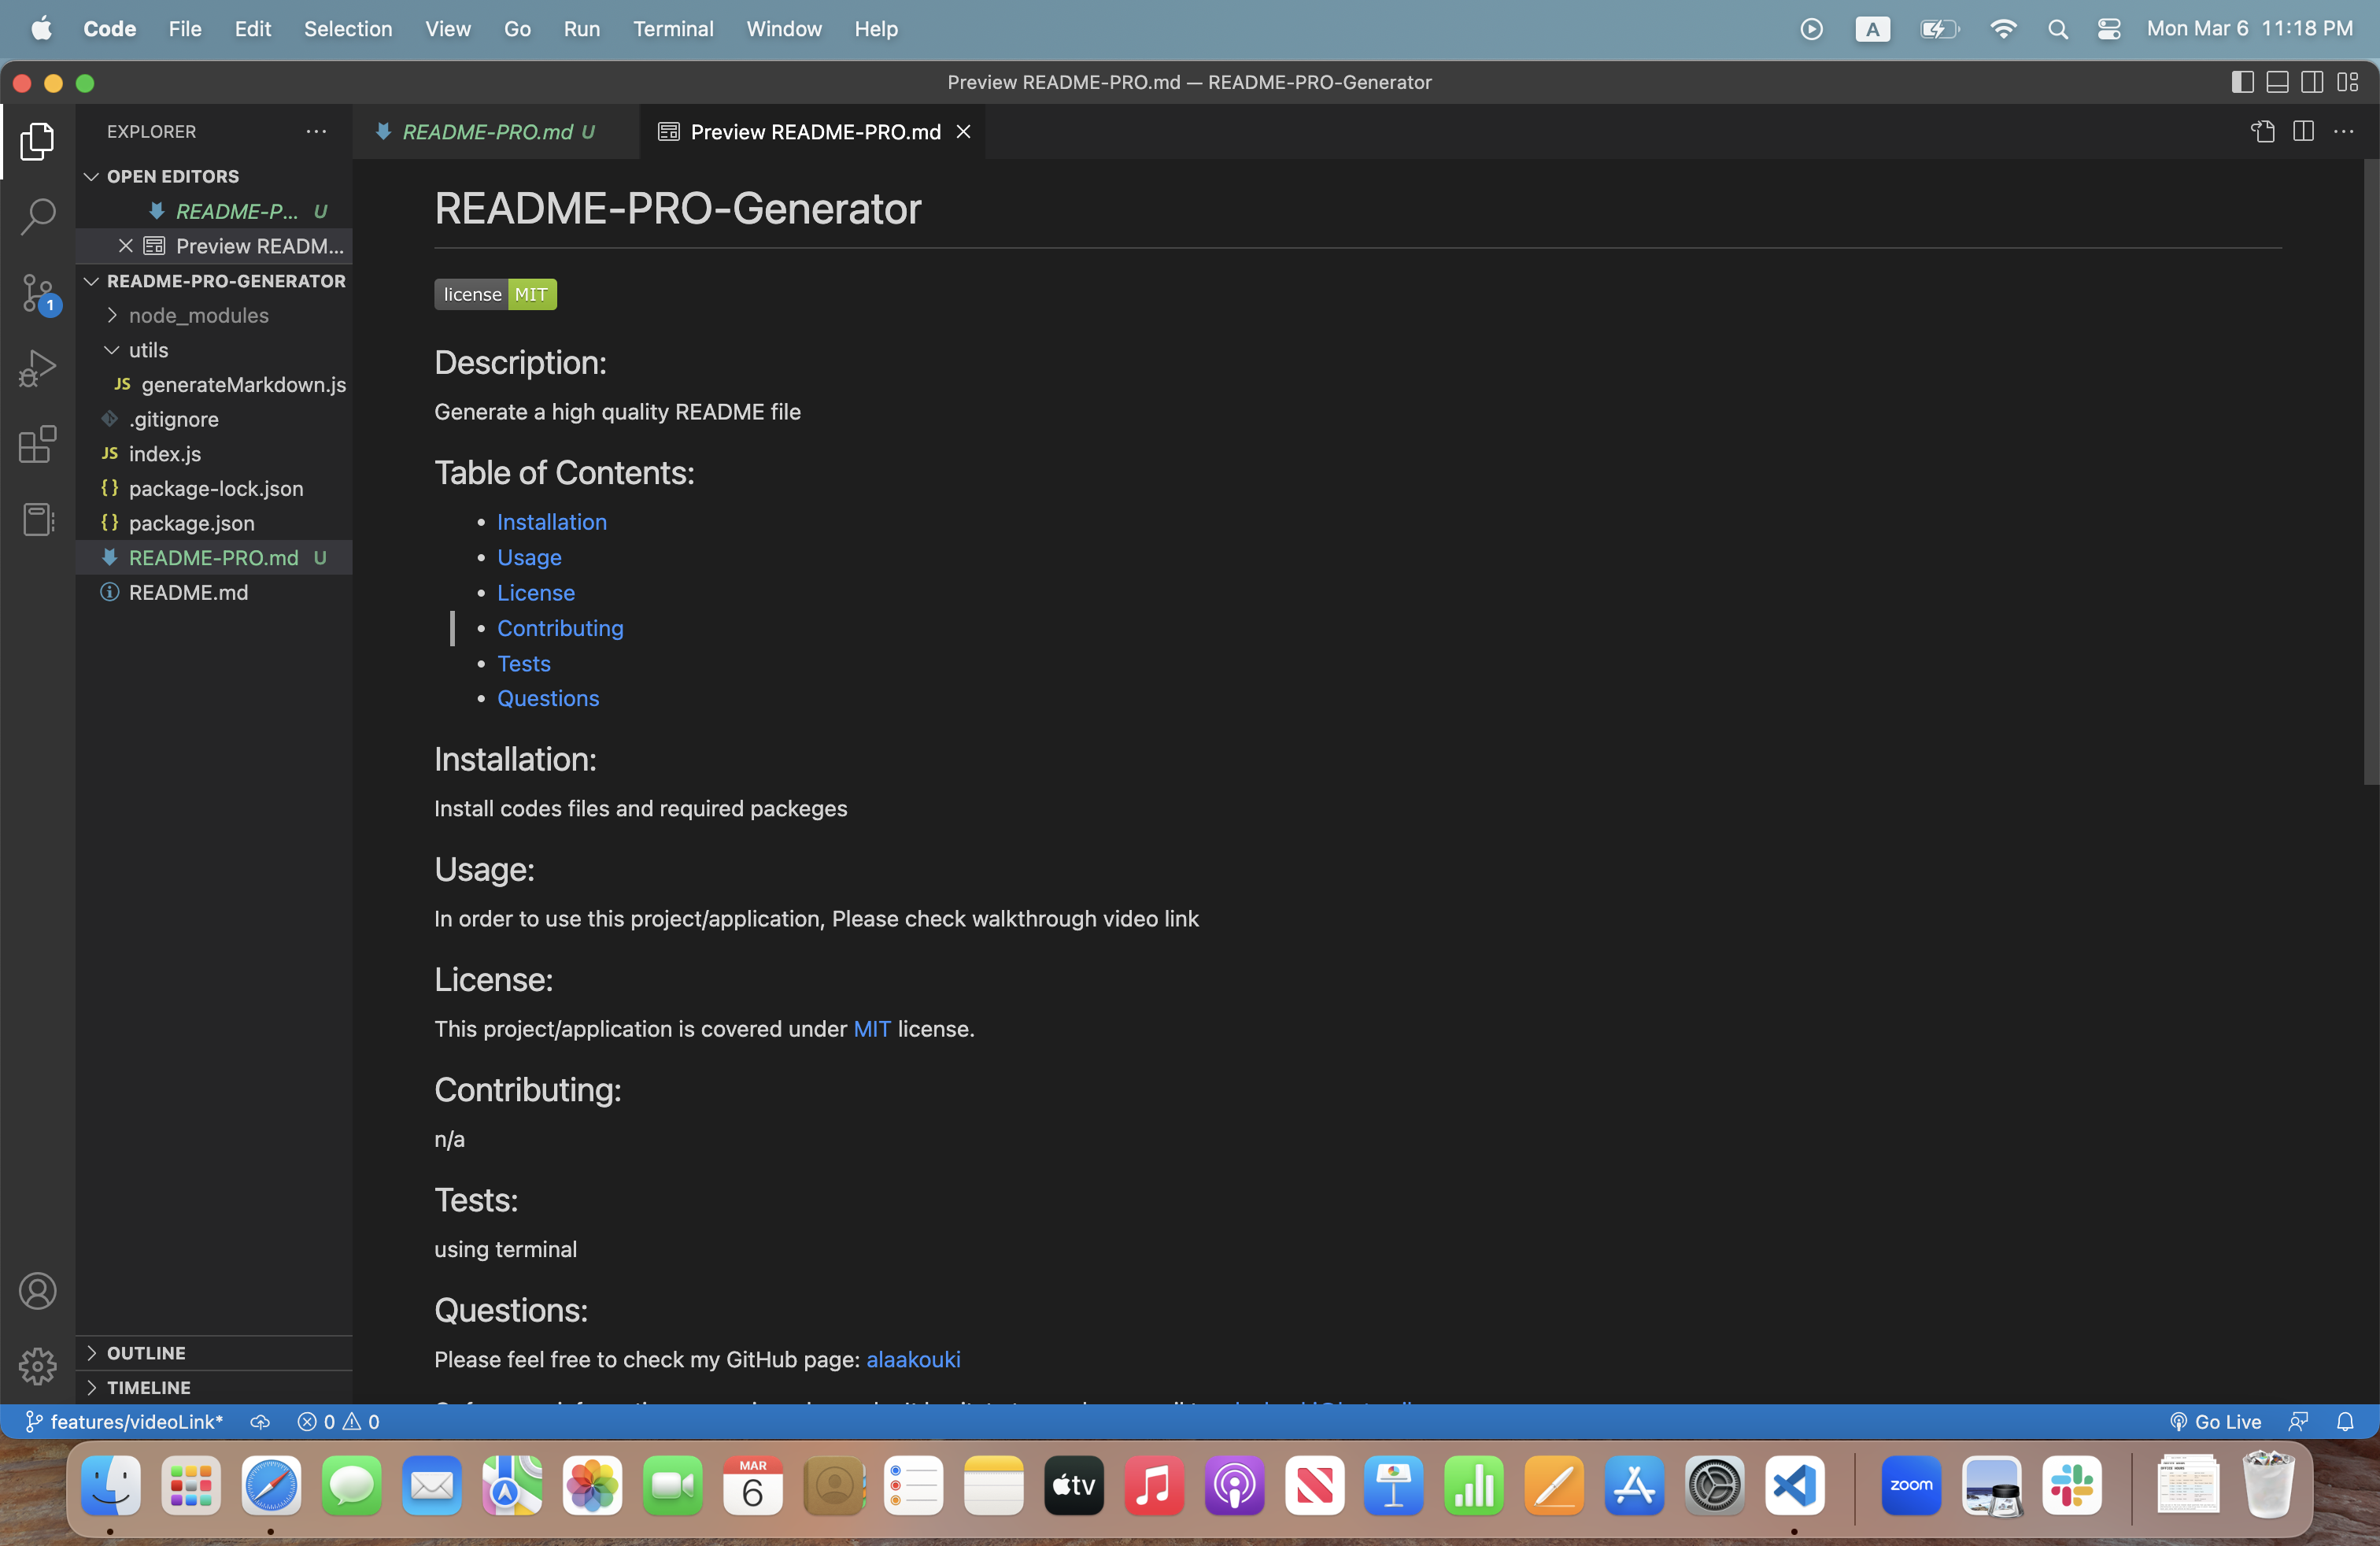 Code File Edit Selection View Go Run Terminal Window Help A Mon Mar 6 11:18 PM
Preview README-PRO.md — README-PRO-Generator
EXPLORER
README-PRO.md U Preview README-PRO.md
OPEN EDITORS
README-P... U
Preview READM...
README-PRO-GENERATOR
node_modules
utils
JS generateMarkdown.js
.gitignore
JS index.js
{} package-lock.json
{} package.json
README-PRO.md U
README.md
1
OUTLINE
TIMELINE
README-PRO-Generator
license MIT
Description:
Generate a high quality README file
Table of Contents:
• Installation
• Usage
• License
• Contributing
• Tests
• Questions
Installation:
Install codes files and required packeges
Usage:
In order to use this project/application, Please check walkthrough video link
License:
This project/application is covered under MIT license.
Contributing:
n/a
Tests:
using terminal
Questions:
Please feel free to check my GitHub page: alaakouki
features/videoLink* 0 0 Go Live
MAR
6
tv
zoom